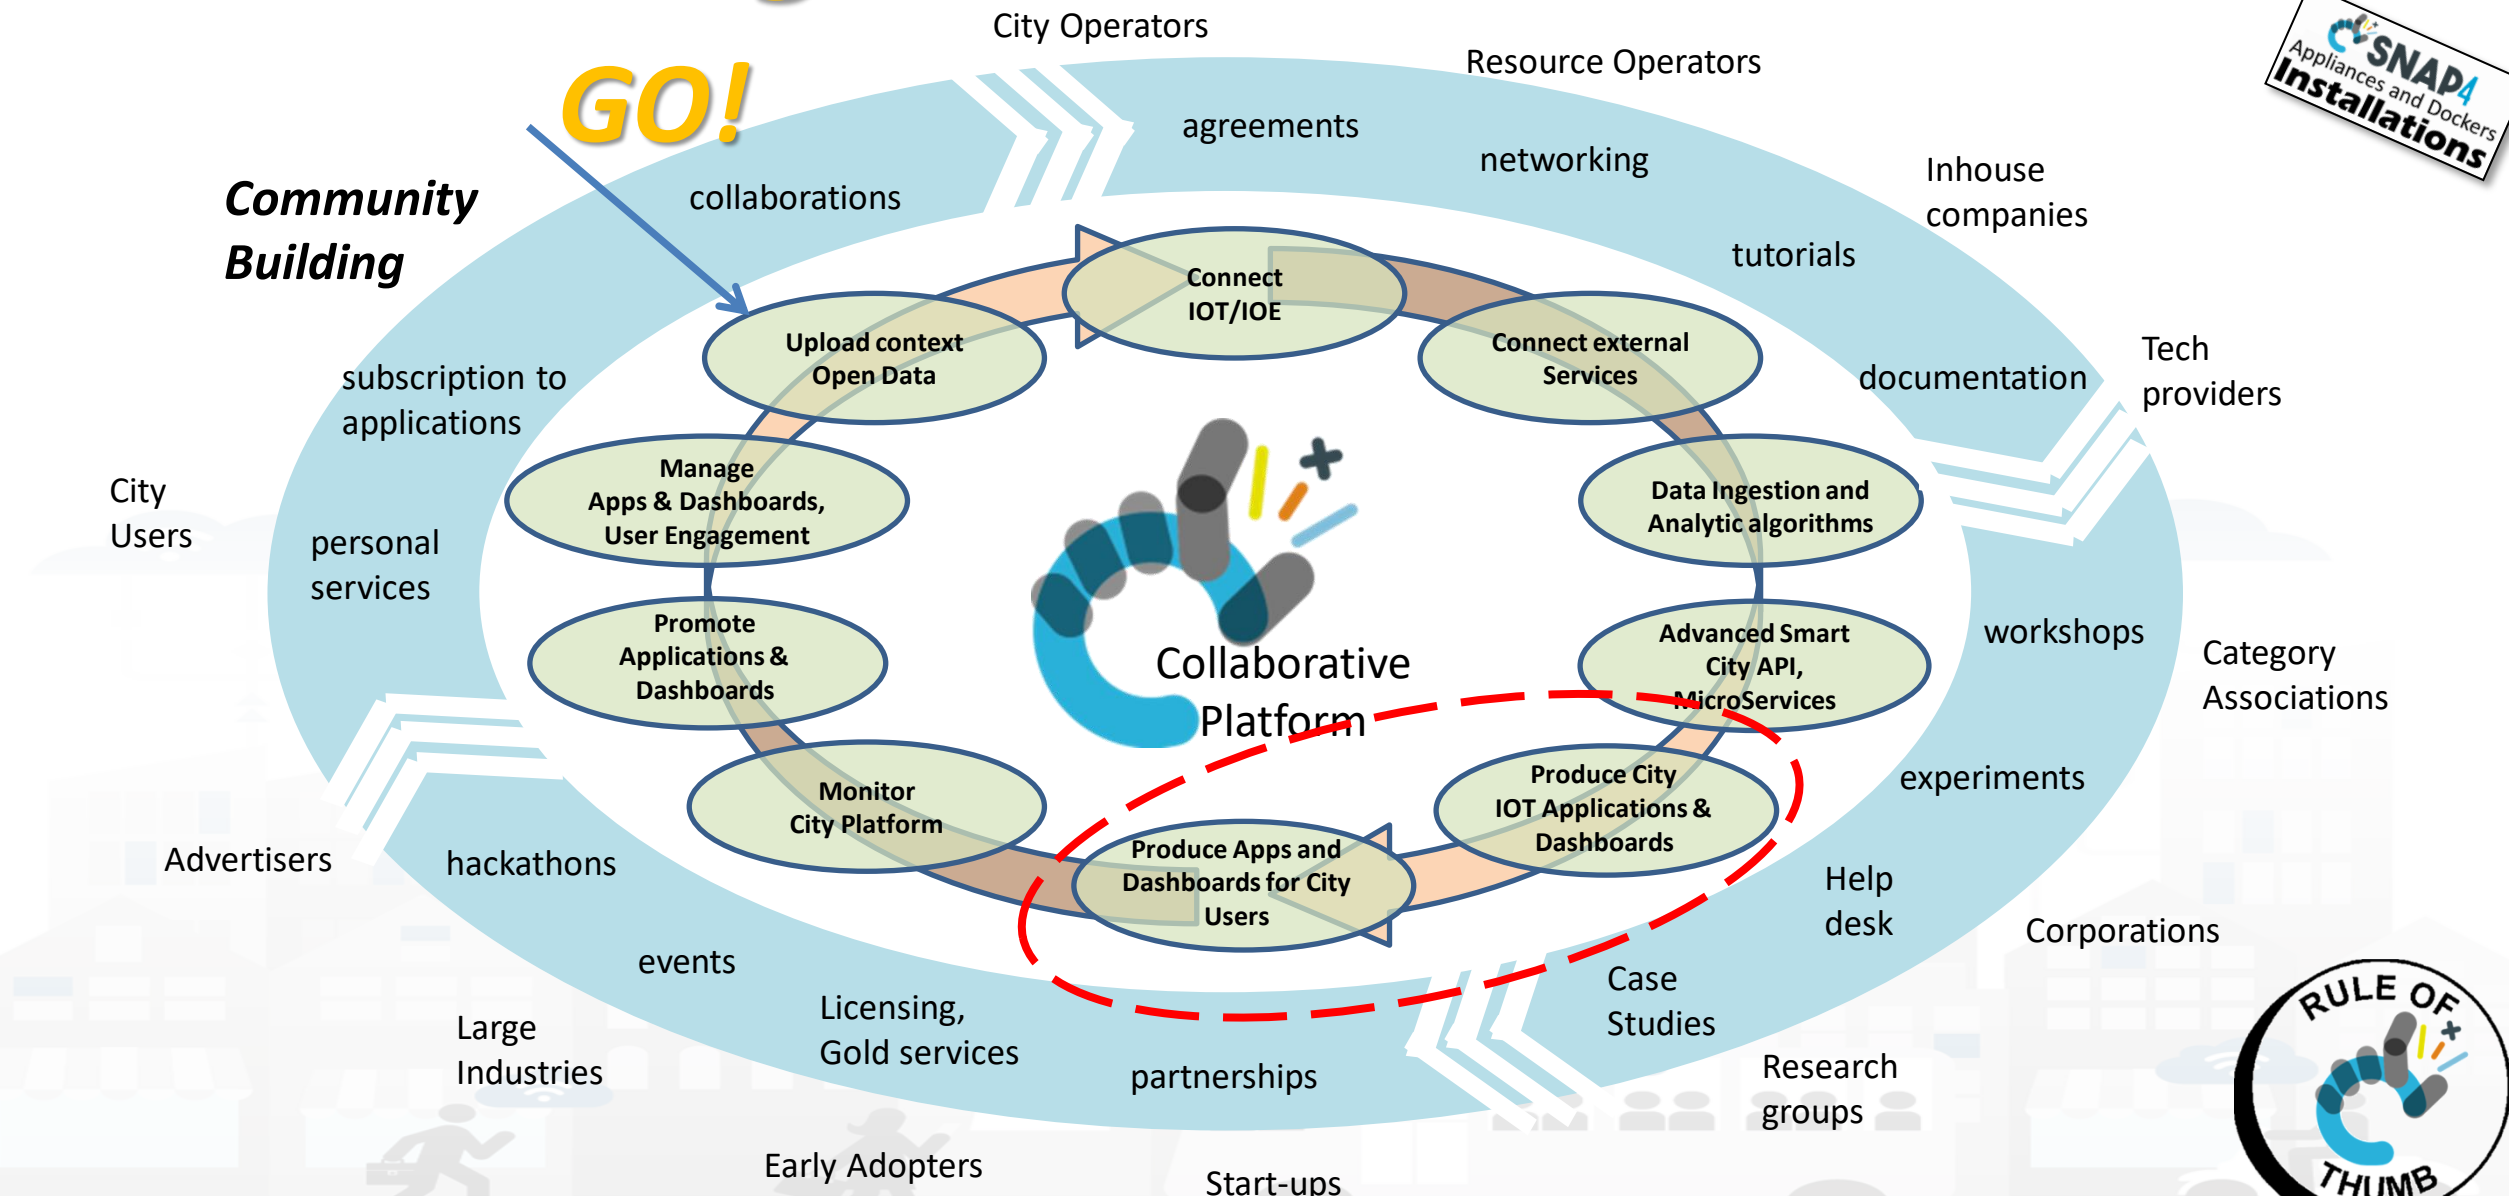 City Operators
Resource Operators
GO!
SNAP4
Appliances and Dockers
Installations
agreements
networking
Inhouse
companies
collaborations
Community
Building
tutorials
Connect
IOT/IOE
Upload context
Open Data
Connect external
Services
Tech
providers
documentation
subscription to
applications
Manage
Apps & Dashboards,
User Engagement
Data Ingestion and
Analytic algorithms
City
Users
personal
services
Promote
Applications &
Dashboards
Collaborative
Platform
Advanced Smart
City API,
MicroServices
workshops
Category
Associations
Monitor
City Platform
Produce City
IOT Applications &
Dashboards
experiments
Produce Apps and
Dashboards for City
Users
Advertisers
hackathons
Help
desk
Corporations
events
Case
Studies
Licensing,
Gold services
Large
Industries
partnerships
Research
groups
RULE OF
THUMB
Early Adopters
Start-ups